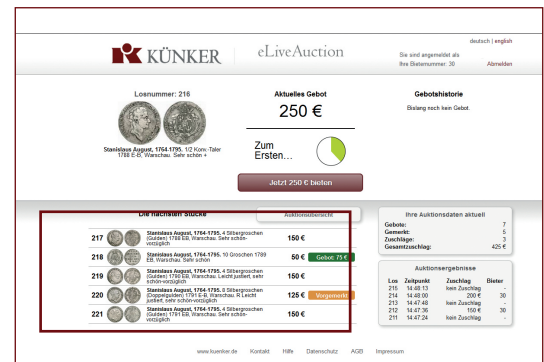 deutsch | english
KÜNKER
eLiveAuction
Sie sind angemeldet als
Ihre Bieternummer: 30
Abmelden
Losnummer: 216
Stanislaus August, 1764-1795. 1/2 Konv.-Taler
1788 E-B, Warschau. Sehr schön +
Aktuelles Gebot
250 €
Zum
Ersten...
Jetzt 250 € bieten
Gebotshistorie
Bislang noch kein Gebot.
Die nächsten Stücke
Auktionsübersicht
217 Stanislaus August, 1764-1795. 4 Silbergroschen
(Gulden) 1788 EB, Warschau. Sehr schön-
vorzüglich
150 €
218 Stanislaus August, 1764-1795. 10 Groschen 1789
EB, Warschau. Sehr schön
50 € Gebot: 75 €
219 Stanislaus August, 1764-1795. 4 Silbergroschen
(Gulden) 1790 EB, Warschau. Leicht justiert, sehr
schön-vorzüglich
150 €
220 Stanislaus August, 1764-1795. 8 Silbergroschen
(Doppelgulden) 1791 E-B, Warschau. R Leicht
justiert, sehr schön-vorzüglich
125 € Vorgemerkt
221 Stanislaus August, 1764-1795. 4 Silbergroschen
(Gulden) 1791 EB, Warschau. Sehr schön-
vorzüglich
150 €
Ihre Auktionsdaten aktuell
Gebote: 7
Gemerkt: 5
Zuschläge: 3
Gesamtzuschlag: 425 €
Auktionsergebnisse
Los Zeitpunkt Zuschlag Bieter
215 14:48:13 kein Zuschlag -
214 14:48:00 200 € 30
213 14:47:48 kein Zuschlag -
212 14:47:36 150 € 30
211 14:47:24 kein Zuschlag -
www.kuenker.de Kontakt Hilfe Datenschutz AGB Impressum